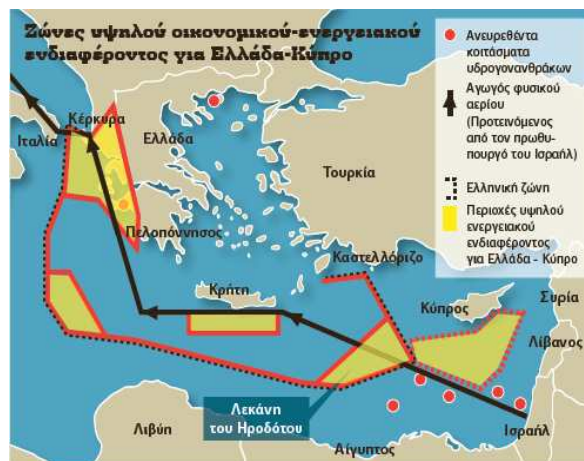 Ζώνες υψηλού οικονομικού-ενεργειακού
ενδιαφέροντος για Ελλάδα-Κύπρο
Ανευρεθέντα
κοιτάσματα
υδρογονανθράκων
Αγωγός φυσικού
αερίου
(Προτεινόμενος
από τον πρωθυ-
πουργό του Ισραήλ)
Ελληνική ζώνη
Περιοχές υψηλού
ενεργειακού
ενδιαφέροντος
για Ελλάδα - Κύπρο
Κέρκυρα
Ιταλία
Ελλάδα
Τουρκία
Πελοπόννησος
Καστελλόριζο
Κρήτη
Κύπρος
Συρία
Λίβανος
Λεκάνη
του Ηροδότου
Ισραήλ
Λιβύη
Αίγυπτος